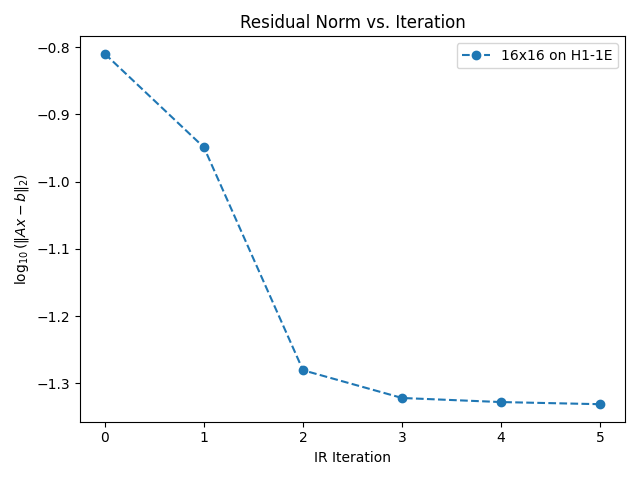 Residual Norm vs. Iteration
16x16 on H1-1E
log₁₀(‖Ax − b‖₂)
−0.8
−0.9
−1.0
−1.1
−1.2
−1.3
0 1 2 3 4 5
IR Iteration